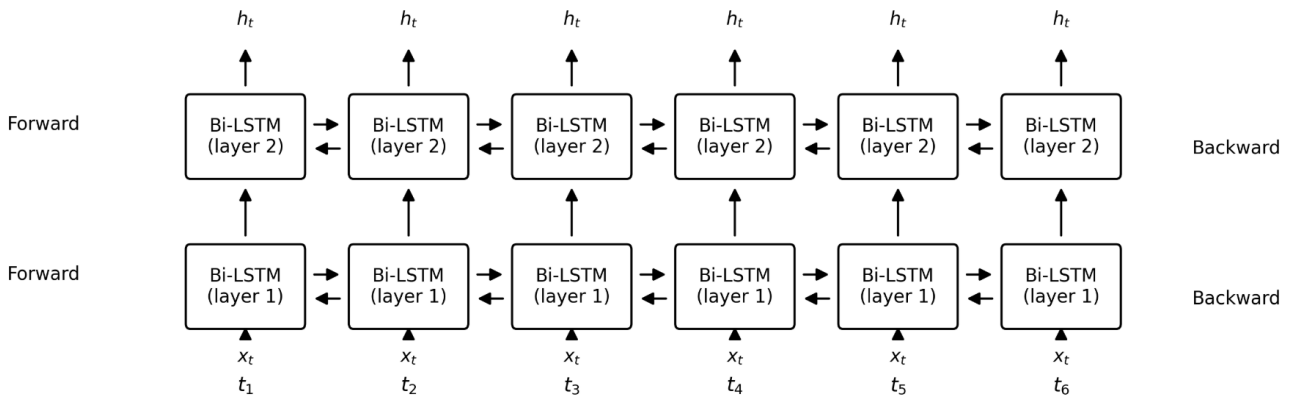 h_t h_t h_t h_t h_t h_t
Forward
Bi-LSTM Bi-LSTM Bi-LSTM Bi-LSTM Bi-LSTM Bi-LSTM
(layer 2) (layer 2) (layer 2) (layer 2) (layer 2) (layer 2)
Backward
Forward
Bi-LSTM Bi-LSTM Bi-LSTM Bi-LSTM Bi-LSTM Bi-LSTM
(layer 1) (layer 1) (layer 1) (layer 1) (layer 1) (layer 1)
Backward
x_t x_t x_t x_t x_t x_t
t_1 t_2 t_3 t_4 t_5 t_6